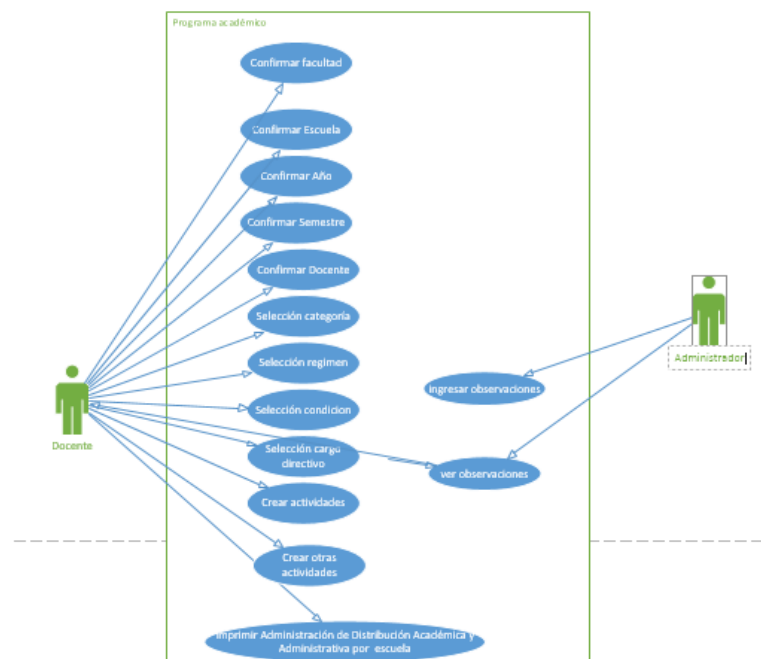 Programa académico
Confirmar facultad
Confirmar Escuela
Confirmar Año
Confirmar Semestre
Confirmar Docente
Selección categoría
Selección regimen
Selección condicion
Selección cargo
directivo
Crear actividades
Crear otras
actividades
Imprimir Administración de Distribución Académica y
Administrativa por escuela
Docente
ingresar observaciones
ver observaciones
Administrador